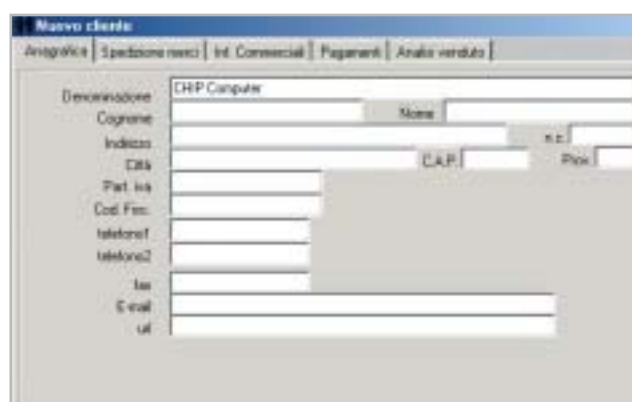 Nuovo cliente
Anagrafica Spedizione merci Inf. Commerciali Pagamenti Analisi venduto
Denominazione CHIP Computer
Cognome Nome
Indirizzo n.c.
Città C.A.P. Prov.
Part. iva
Cod. Fisc.
telefono1
telefono2
fax
E-mail
url